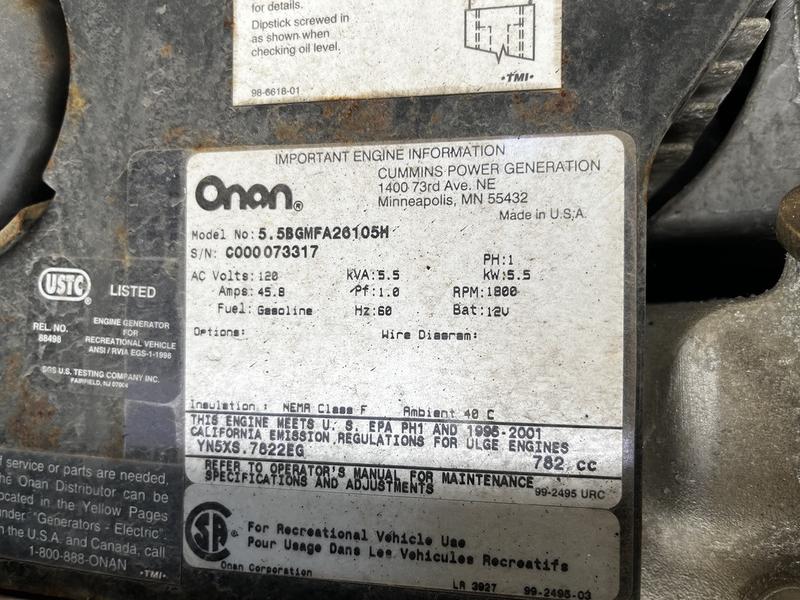 for details.
Dipstick screwed in
as shown when
checking oil level.
98-6618-01
·TMI·
IMPORTANT ENGINE INFORMATION
Onan®
CUMMINS POWER GENERATION
1400 73rd Ave. NE
Minneapolis, MN 55432
Made in U.S.A.
Model No: 5.5BGMFA26105H
S/N: C000073317
PH:1
AC Volts: 120 kVA:5.5 kW:5.5
Amps: 45.8 Pf:1.0 RPM:1800
Fuel: Gasoline Hz:60 Bat:12v
Options: Wire Diagram:
Insulation : NEMA Class F Ambient 40 C
THIS ENGINE MEETS U. S. EPA PH1 AND 1995-2001
CALIFORNIA EMISSION REGULATIONS FOR ULGE ENGINES
YN5XS.7822EG 782 cc
REFER TO OPERATOR'S MANUAL FOR MAINTENANCE
SPECIFICATIONS AND ADJUSTMENTS
99-2495 URC
USTC® LISTED
REL. NO.
88498
ENGINE GENERATOR
FOR
RECREATIONAL VEHICLE
ANSI / RVIA EGS-1-1998
SGS U.S. TESTING COMPANY INC.
FAIRFIELD, NJ 07004
f service or parts are needed,
the Onan Distributor can be
located in the Yellow Pages
under "Generators - Electric".
n the U.S.A. and Canada, call
1-800-888-ONAN
·TMI·
SA®
For Recreational Vehicle Use
Pour Usage Dans Les Vehicules Recreatifs
Onan Corporation
LR 3927 99-2495-03